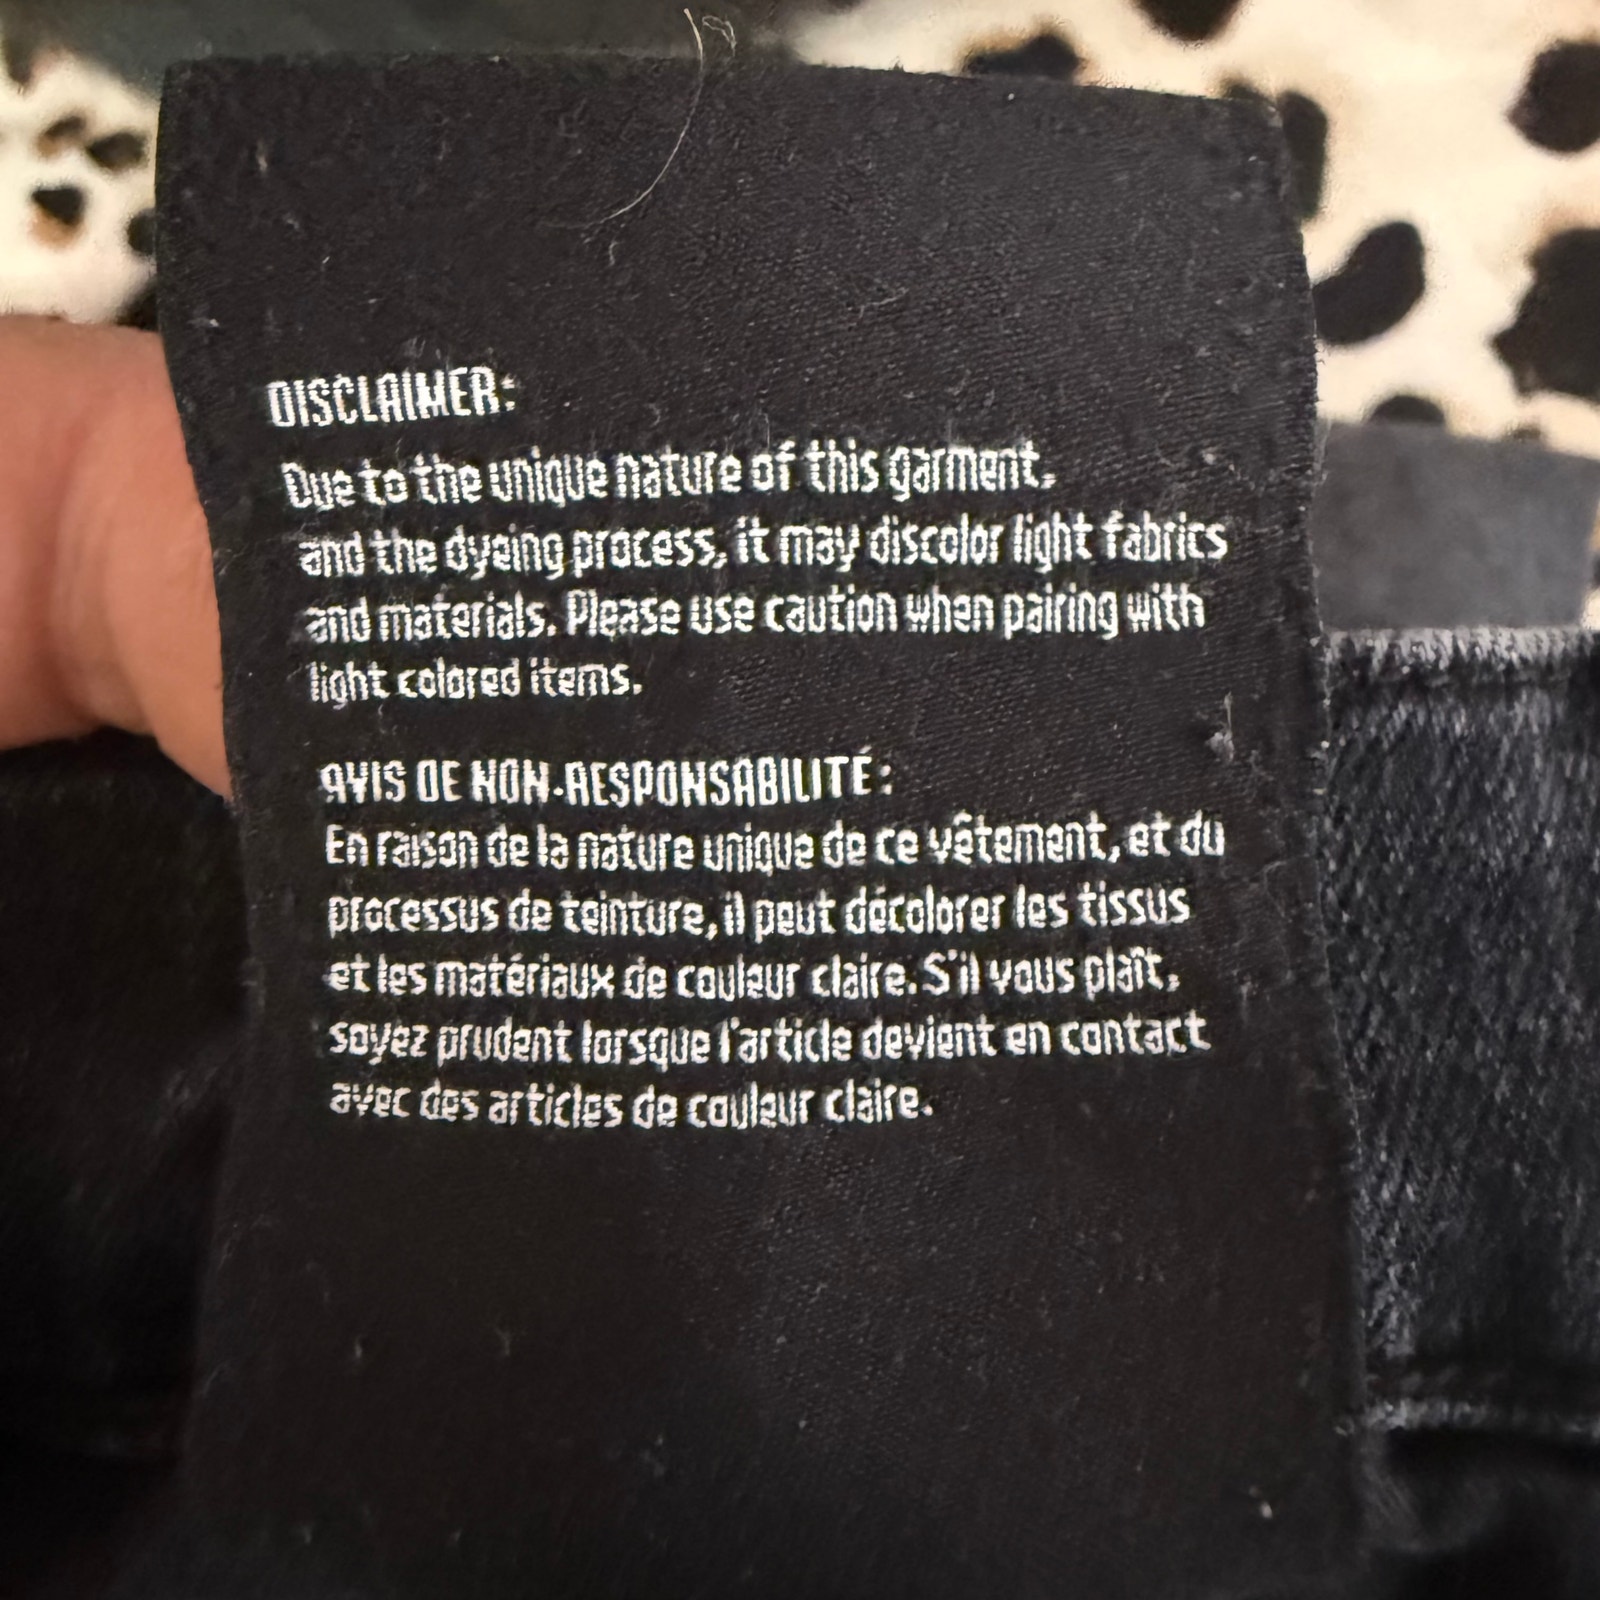 DISCLAIMER:
Due to the unique nature of this garment,
and the dyeing process, it may discolor light fabrics
and materials. Please use caution when pairing with
light colored items.
AVIS DE NON-RESPONSABILITÉ:
En raison de la nature unique de ce vêtement, et du
processus de teinture, il peut décolorer les tissus
et les matériaux de couleur claire. S'il vous plaît,
soyez prudent lorsque l'article devient en contact
avec des articles de couleur claire.